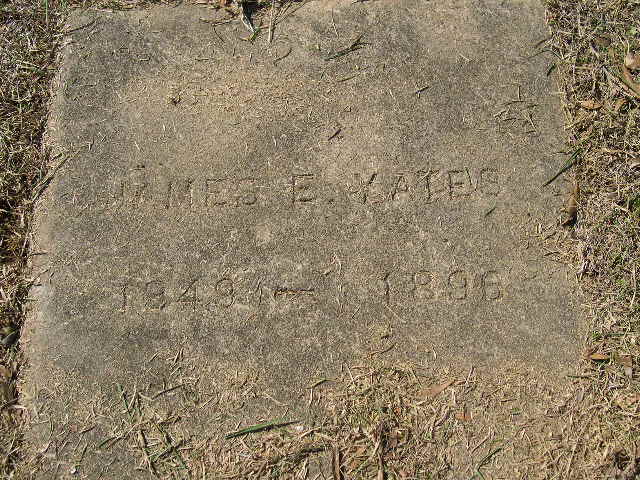 JAMES E. YATES
1849 — 1896